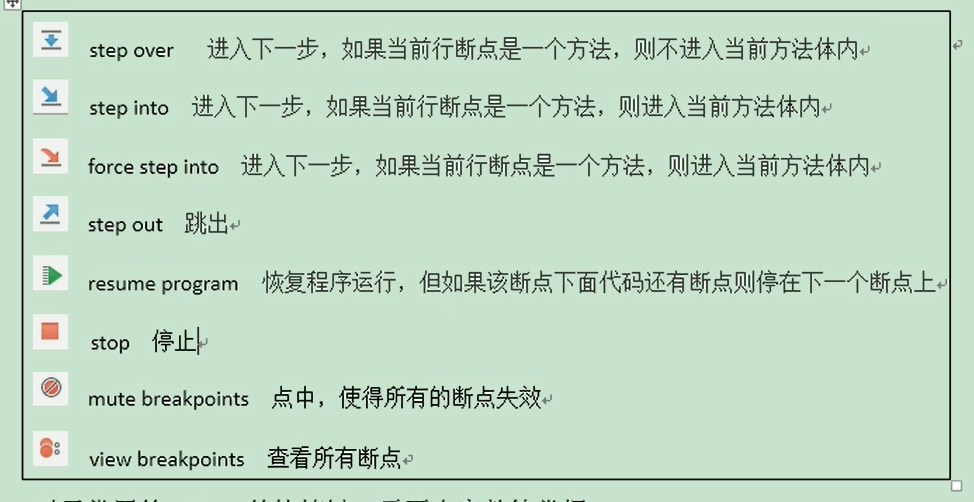 step over 进入下一步，如果当前行断点是一个方法，则不进入当前方法体内
step into 进入下一步，如果当前行断点是一个方法，则进入当前方法体内
force step into 进入下一步，如果当前行断点是一个方法，则进入当前方法体内
step out 跳出
resume program 恢复程序运行，但如果该断点下面代码还有断点则停在下一个断点上
stop 停止
mute breakpoints 点中，使得所有的断点失效
view breakpoints 查看所有断点